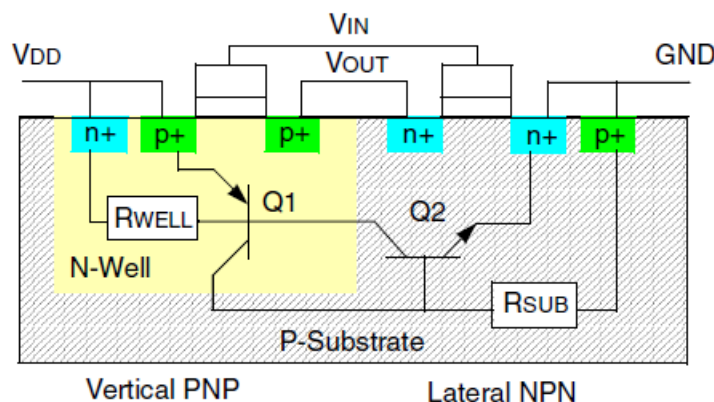 VIN
VDD
VOUT
GND
n+ p+ p+ n+ n+ p+
Q1
RWELL
Q2
N-Well
RSUB
P-Substrate
Vertical PNP
Lateral NPN